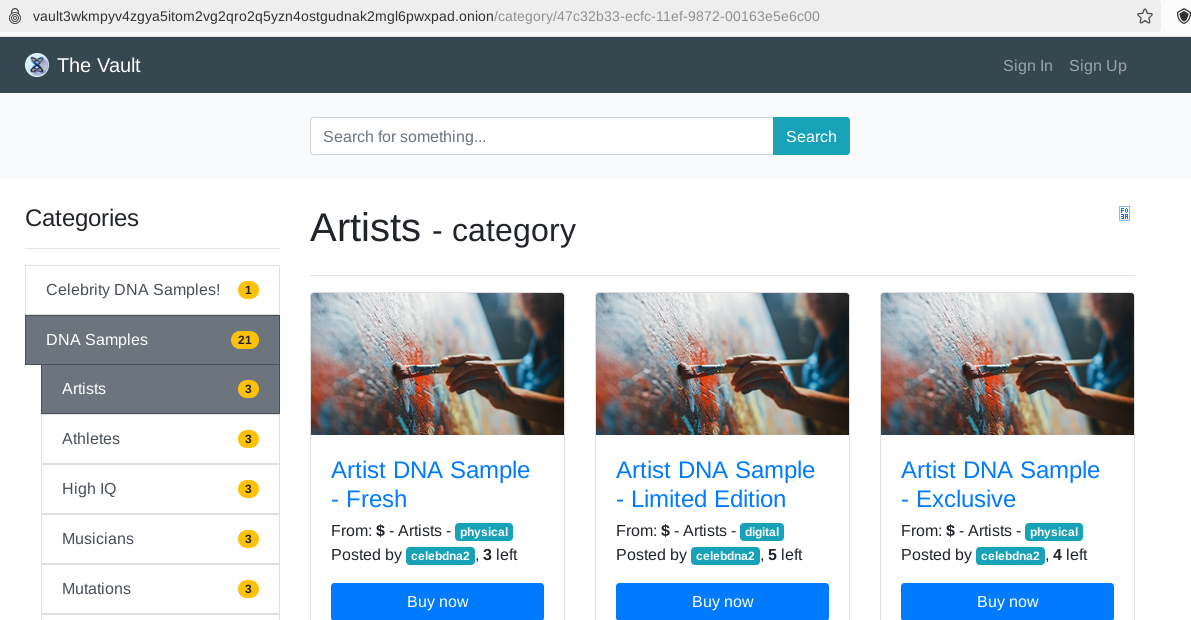 vault3wkmpyv4zgya5itom2vg2qro2q5yzn4ostgudnak2mgl6pwxpad.onion/category/47c32b33-ecfc-11ef-9872-00163e5e6c00
The Vault
Sign In Sign Up
Search for something... Search
Categories
Celebrity DNA Samples! 1
DNA Samples 21
Artists 3
Athletes 3
High IQ 3
Musicians 3
Mutations 3
Artists - category
Artist DNA Sample
- Fresh
From: $ - Artists - physical
Posted by celebdna2, 3 left
Buy now
Artist DNA Sample
- Limited Edition
From: $ - Artists - digital
Posted by celebdna2, 5 left
Buy now
Artist DNA Sample
- Exclusive
From: $ - Artists - physical
Posted by celebdna2, 4 left
Buy now